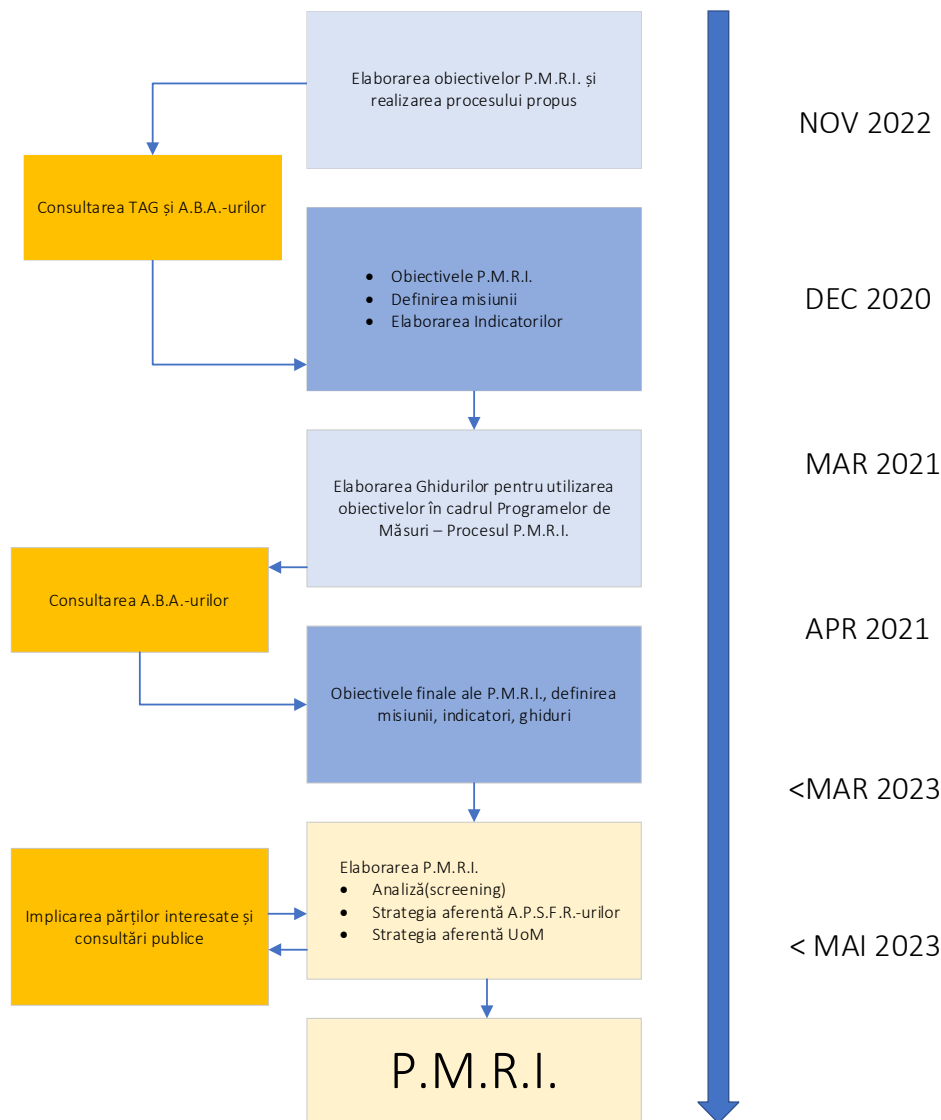 Elaborarea obiectivelor P.M.R.I. și
realizarea procesului propus
NOV 2022
Consultarea TAG și A.B.A.-urilor
• Obiectivele P.M.R.I.
• Definirea misiunii
• Elaborarea Indicatorilor
DEC 2020
MAR 2021
Elaborarea Ghidurilor pentru utilizarea
obiectivelor în cadrul Programelor de
Măsuri – Procesul P.M.R.I.
Consultarea A.B.A.-urilor
APR 2021
Obiectivele finale ale P.M.R.I., definirea
misiunii, indicatori, ghiduri
<MAR 2023
Elaborarea P.M.R.I.
• Analiză(screening)
• Strategia aferentă A.P.S.F.R.-urilor
• Strategia aferentă UoM
Implicarea părților interesate și
consultări publice
< MAI 2023
P.M.R.I.